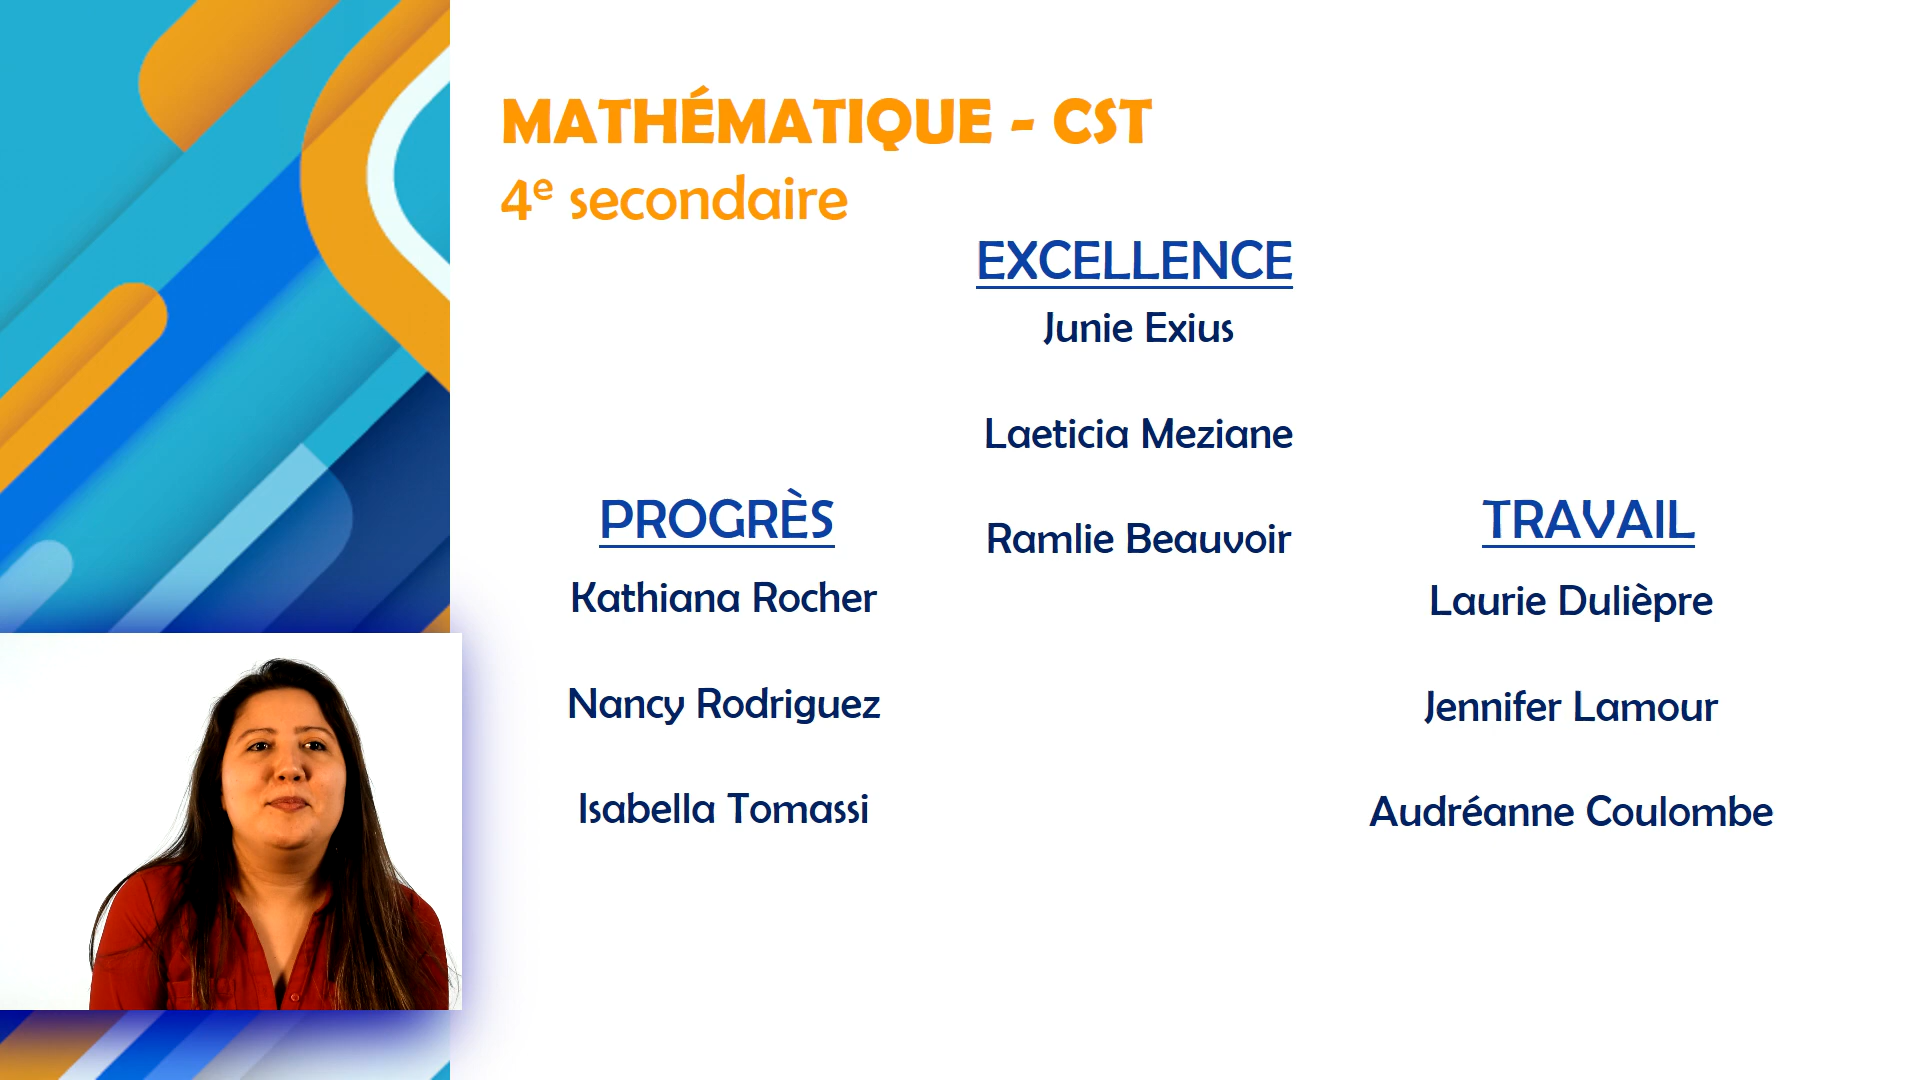 MATHÉMATIQUE - CST
4e secondaire
EXCELLENCE
Junie Exius
Laeticia Meziane
Ramlie Beauvoir
PROGRÈS
Kathiana Rocher
Nancy Rodriguez
Isabella Tomassi
TRAVAIL
Laurie Dulièpre
Jennifer Lamour
Audréanne Coulombe